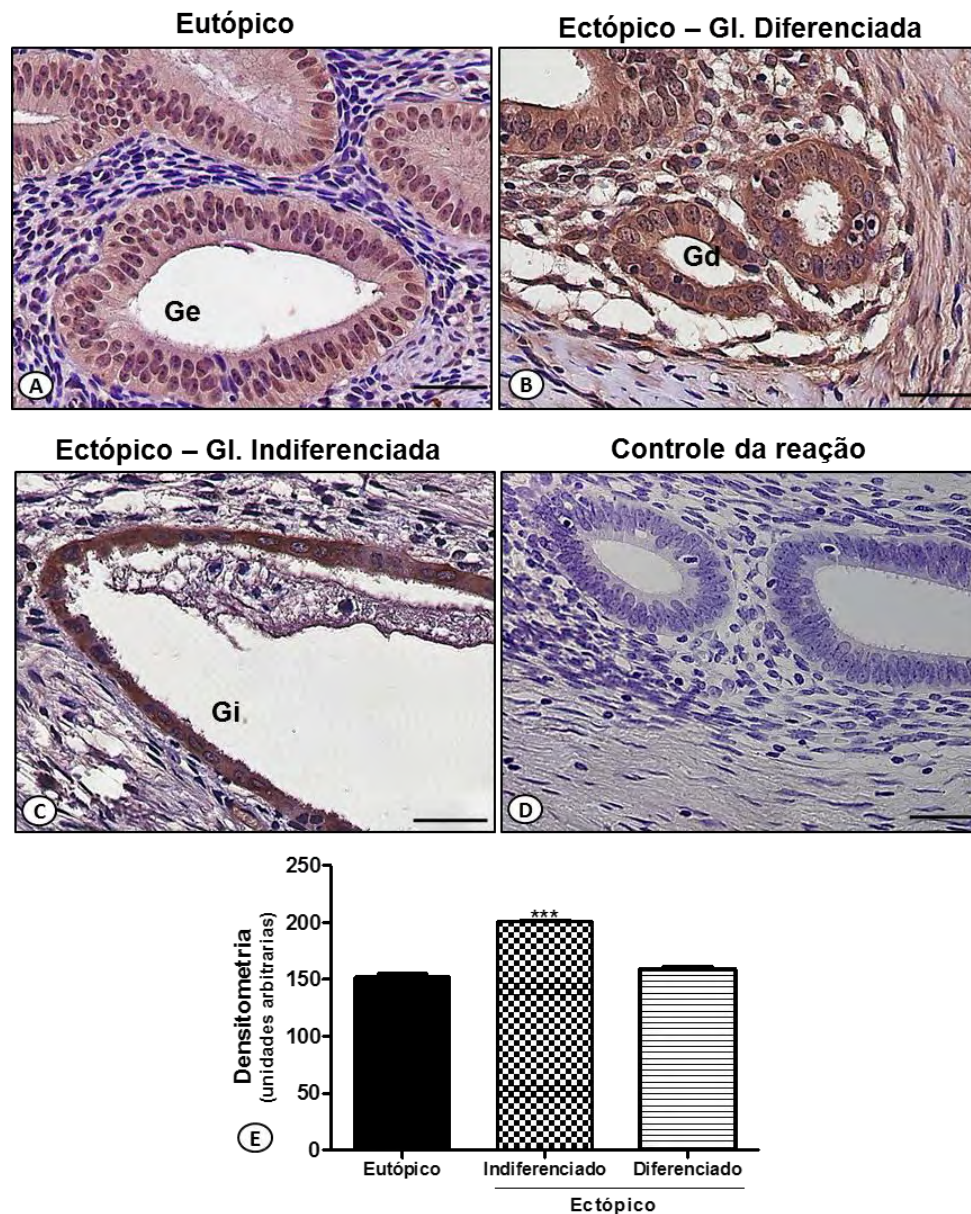 Eutópico
Ectópico – Gl. Diferenciada
Ge
A
Gd
B
Ectópico – Gl. Indiferenciada
Controle da reação
Gi
C
D
Densitometria
(unidades arbitrarias)
250
200
150
100
50
0
***
E
Eutópico
Indiferenciado
Diferenciado
Ectópico